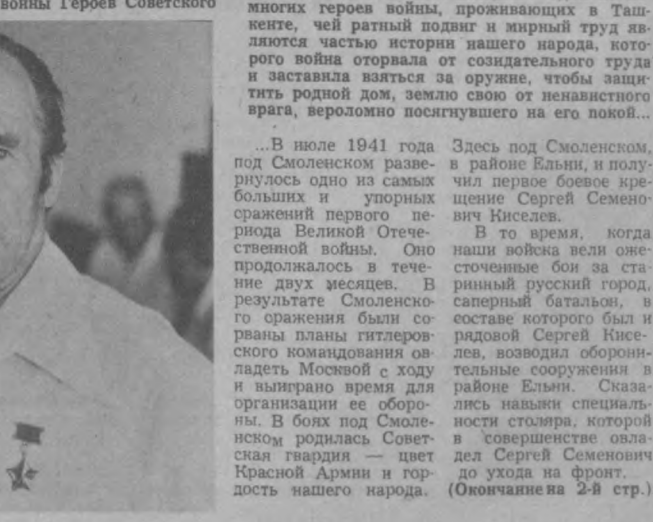 войны Героев Советского
многих героев войны, проживающих в Таш-
кенте, чей ратный подвиг и мирный труд яв-
ляются частью истории нашего народа, кото-
рого война оторвала от созидательного труда
и заставила взяться за оружие, чтобы защи-
тить родной дом, землю свою от ненавистного
врага, вероломно посягнувшего на его покой...
...В июле 1941 года
под Смоленском разве-
рнулось одно из самых
больших и упорных
сражений первого пе-
риода Великой Отече-
ственной войны. Оно
продолжалось в тече-
ние двух месяцев. В
результате Смоленско-
го сражения были со-
рваны планы гитлеров-
ского командования ов-
ладеть Москвой с ходу
и выиграно время для
организации ее оборо-
ны. В боях под Смоле-
нском родилась Совет-
ская гвардия — цвет
Красной Армии и гор-
дость нашего народа.
Здесь под Смоленском,
в районе Ельни, и полу-
чил первое боевое кре-
щение Сергей Семено-
вич Киселев.
В то время, когда
наши войска вели оже-
сточенные бои за ста-
ринный русский город,
саперный батальон, в
составе которого был и
рядовой Сергей Кисе-
лев, возводил оборони-
тельные сооружения в
районе Ельни. Сказа-
лись навыки специаль-
ности столяра, которой
в совершенстве овла-
дел Сергей Семенович
до ухода на фронт.
(Окончание на 2-й стр.)